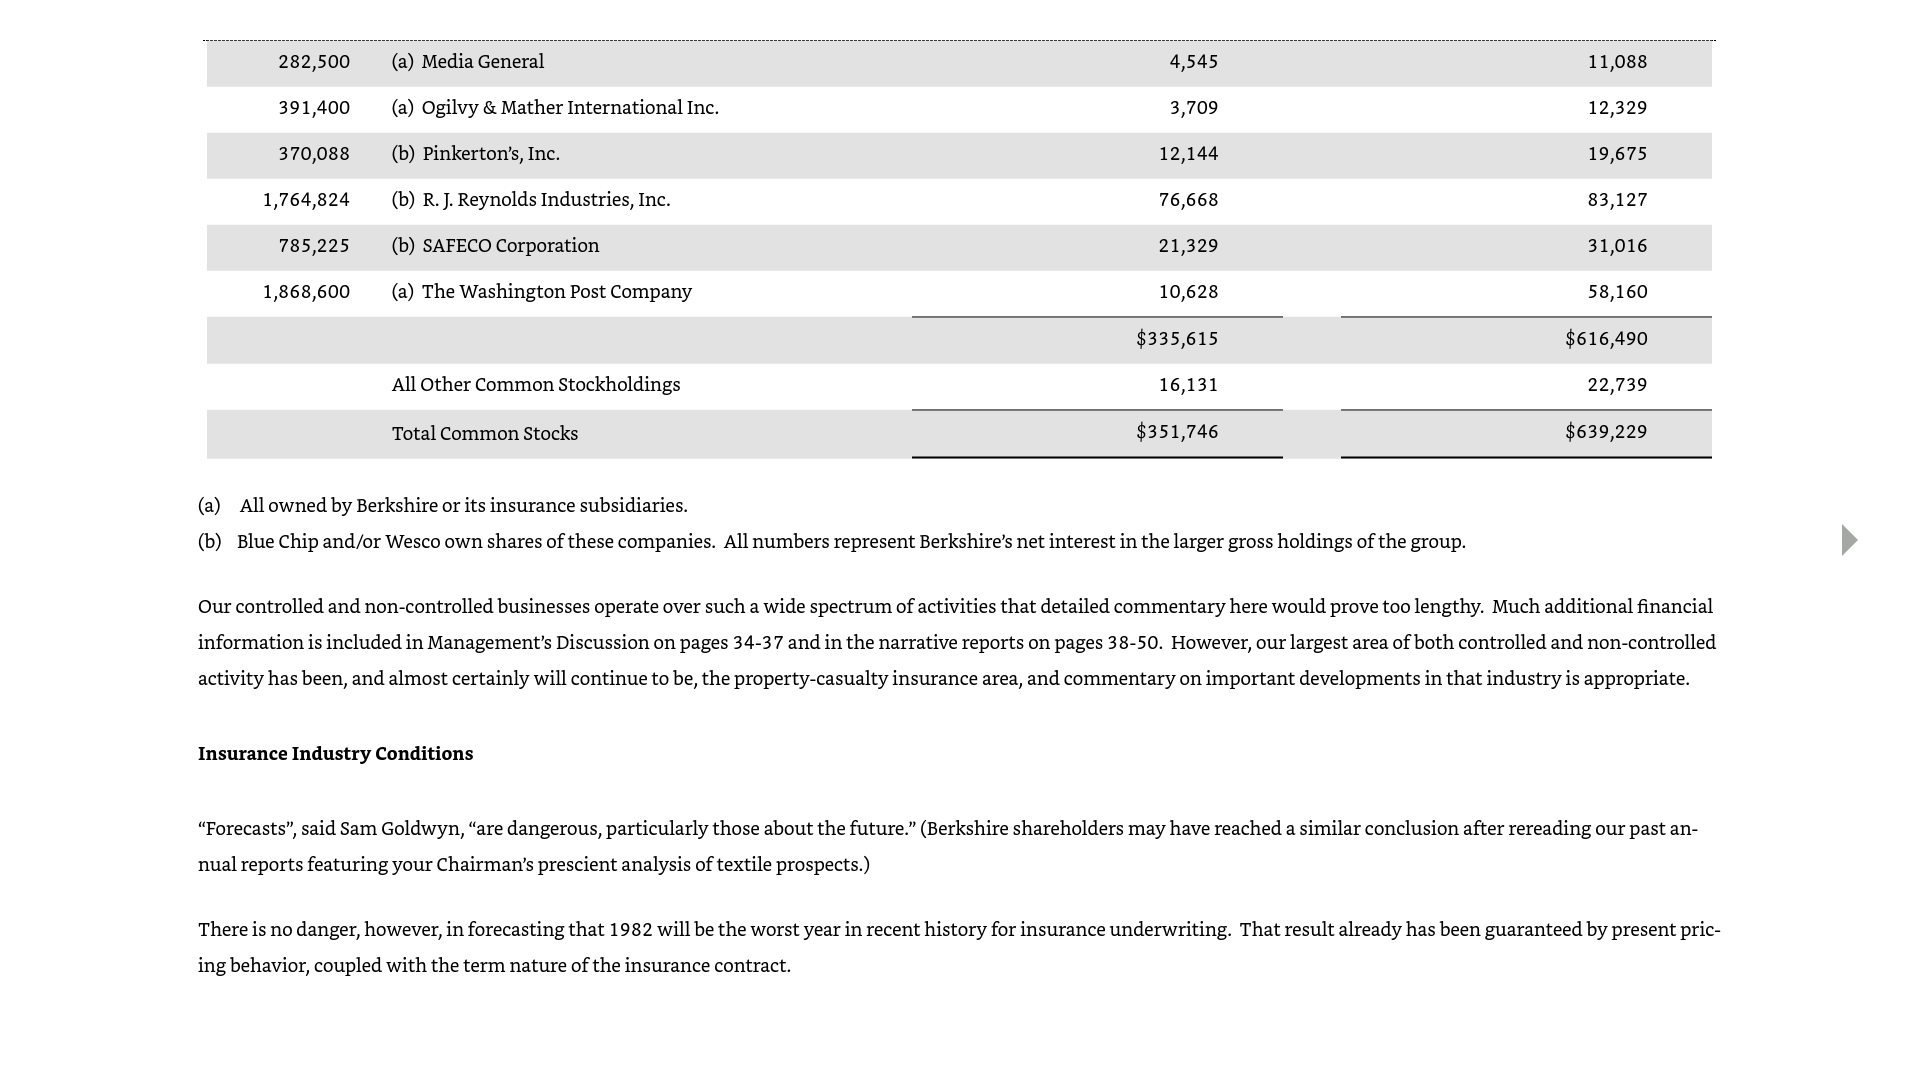 282,500 (a) Media General 4,545 11,088
391,400 (a) Ogilvy & Mather International Inc. 3,709 12,329
370,088 (b) Pinkerton’s, Inc. 12,144 19,675
1,764,824 (b) R. J. Reynolds Industries, Inc. 76,668 83,127
785,225 (b) SAFECO Corporation 21,329 31,016
1,868,600 (a) The Washington Post Company 10,628 58,160
$335,615 $616,490
All Other Common Stockholdings 16,131 22,739
Total Common Stocks $351,746 $639,229
(a) All owned by Berkshire or its insurance subsidiaries.
(b) Blue Chip and/or Wesco own shares of these companies. All numbers represent Berkshire’s net interest in the larger gross holdings of the group.
Our controlled and non-controlled businesses operate over such a wide spectrum of activities that detailed commentary here would prove too lengthy. Much additional financial
information is included in Management’s Discussion on pages 34-37 and in the narrative reports on pages 38-50. However, our largest area of both controlled and non-controlled
activity has been, and almost certainly will continue to be, the property-casualty insurance area, and commentary on important developments in that industry is appropriate.
Insurance Industry Conditions
“Forecasts”, said Sam Goldwyn, “are dangerous, particularly those about the future.” (Berkshire shareholders may have reached a similar conclusion after rereading our past an-
nual reports featuring your Chairman’s prescient analysis of textile prospects.)
There is no danger, however, in forecasting that 1982 will be the worst year in recent history for insurance underwriting. That result already has been guaranteed by present pric-
ing behavior, coupled with the term nature of the insurance contract.